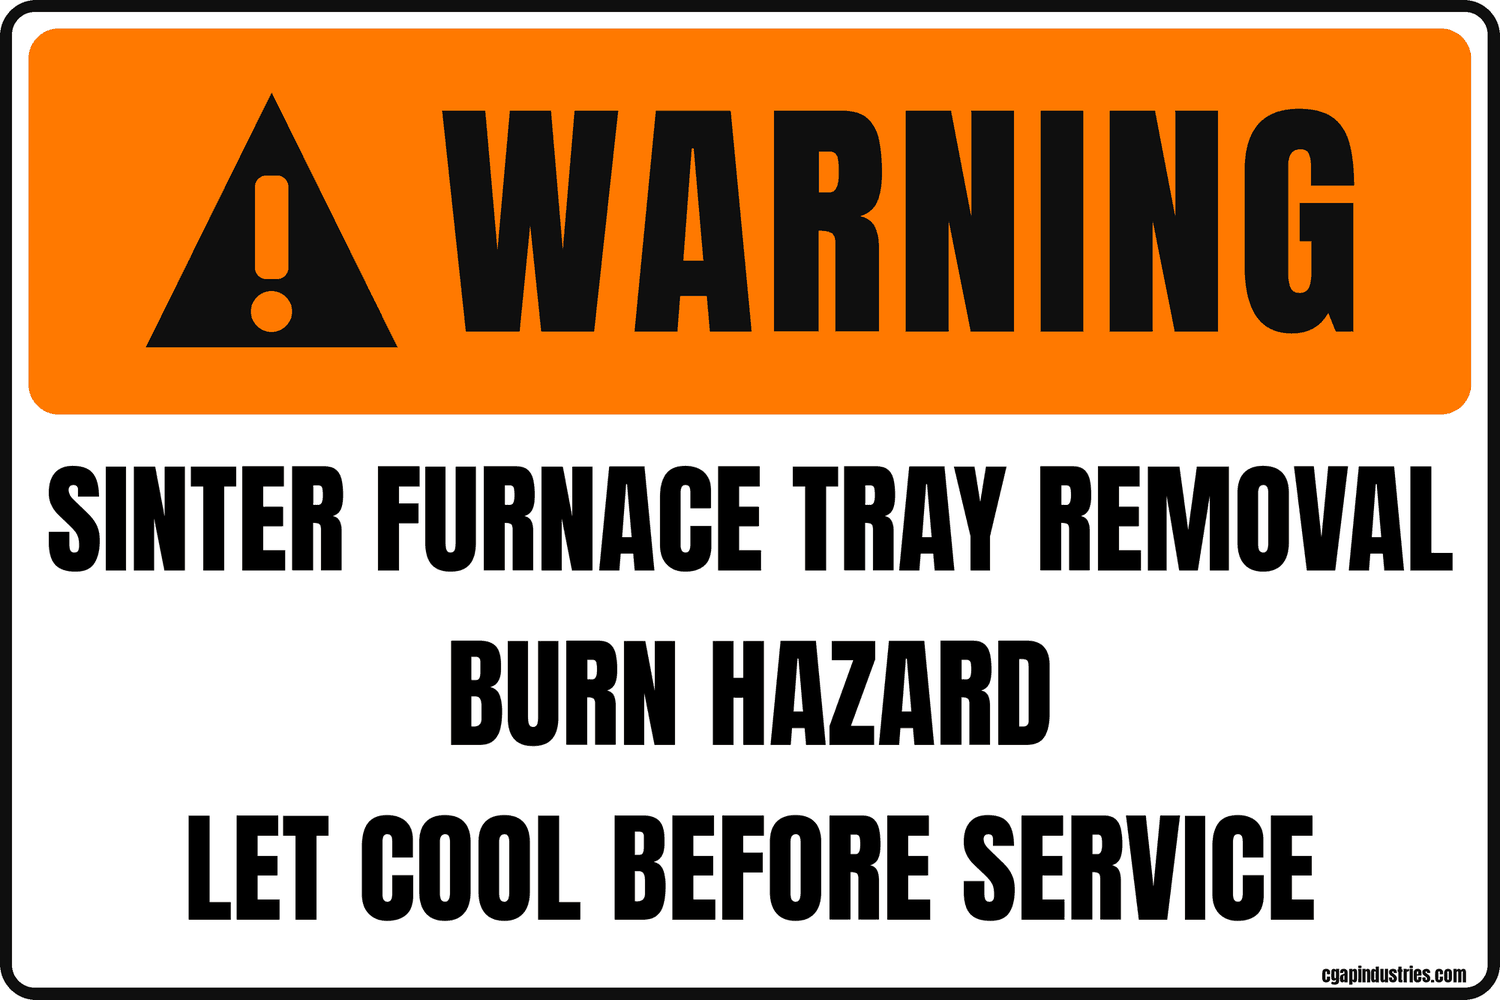 WARNING
SINTER FURNACE TRAY REMOVAL
BURN HAZARD
LET COOL BEFORE SERVICE
cgapindustries.com